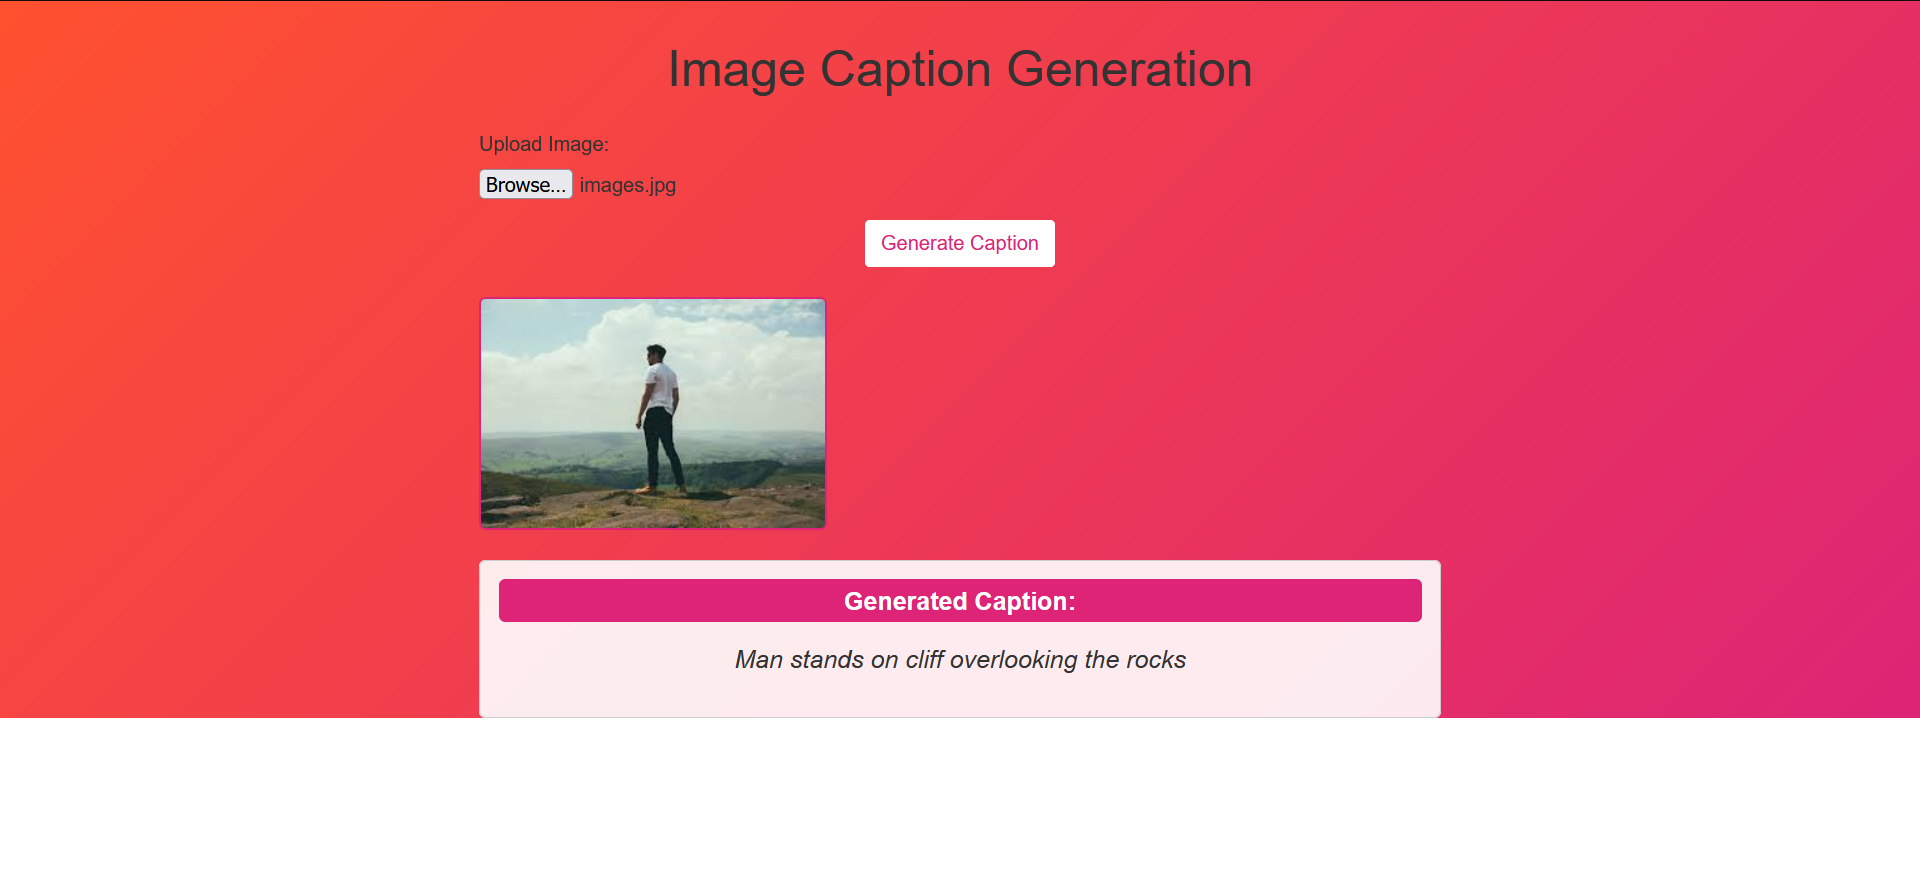 Image Caption Generation
Upload Image:
Browse... images.jpg
Generate Caption
Generated Caption:
Man stands on cliff overlooking the rocks